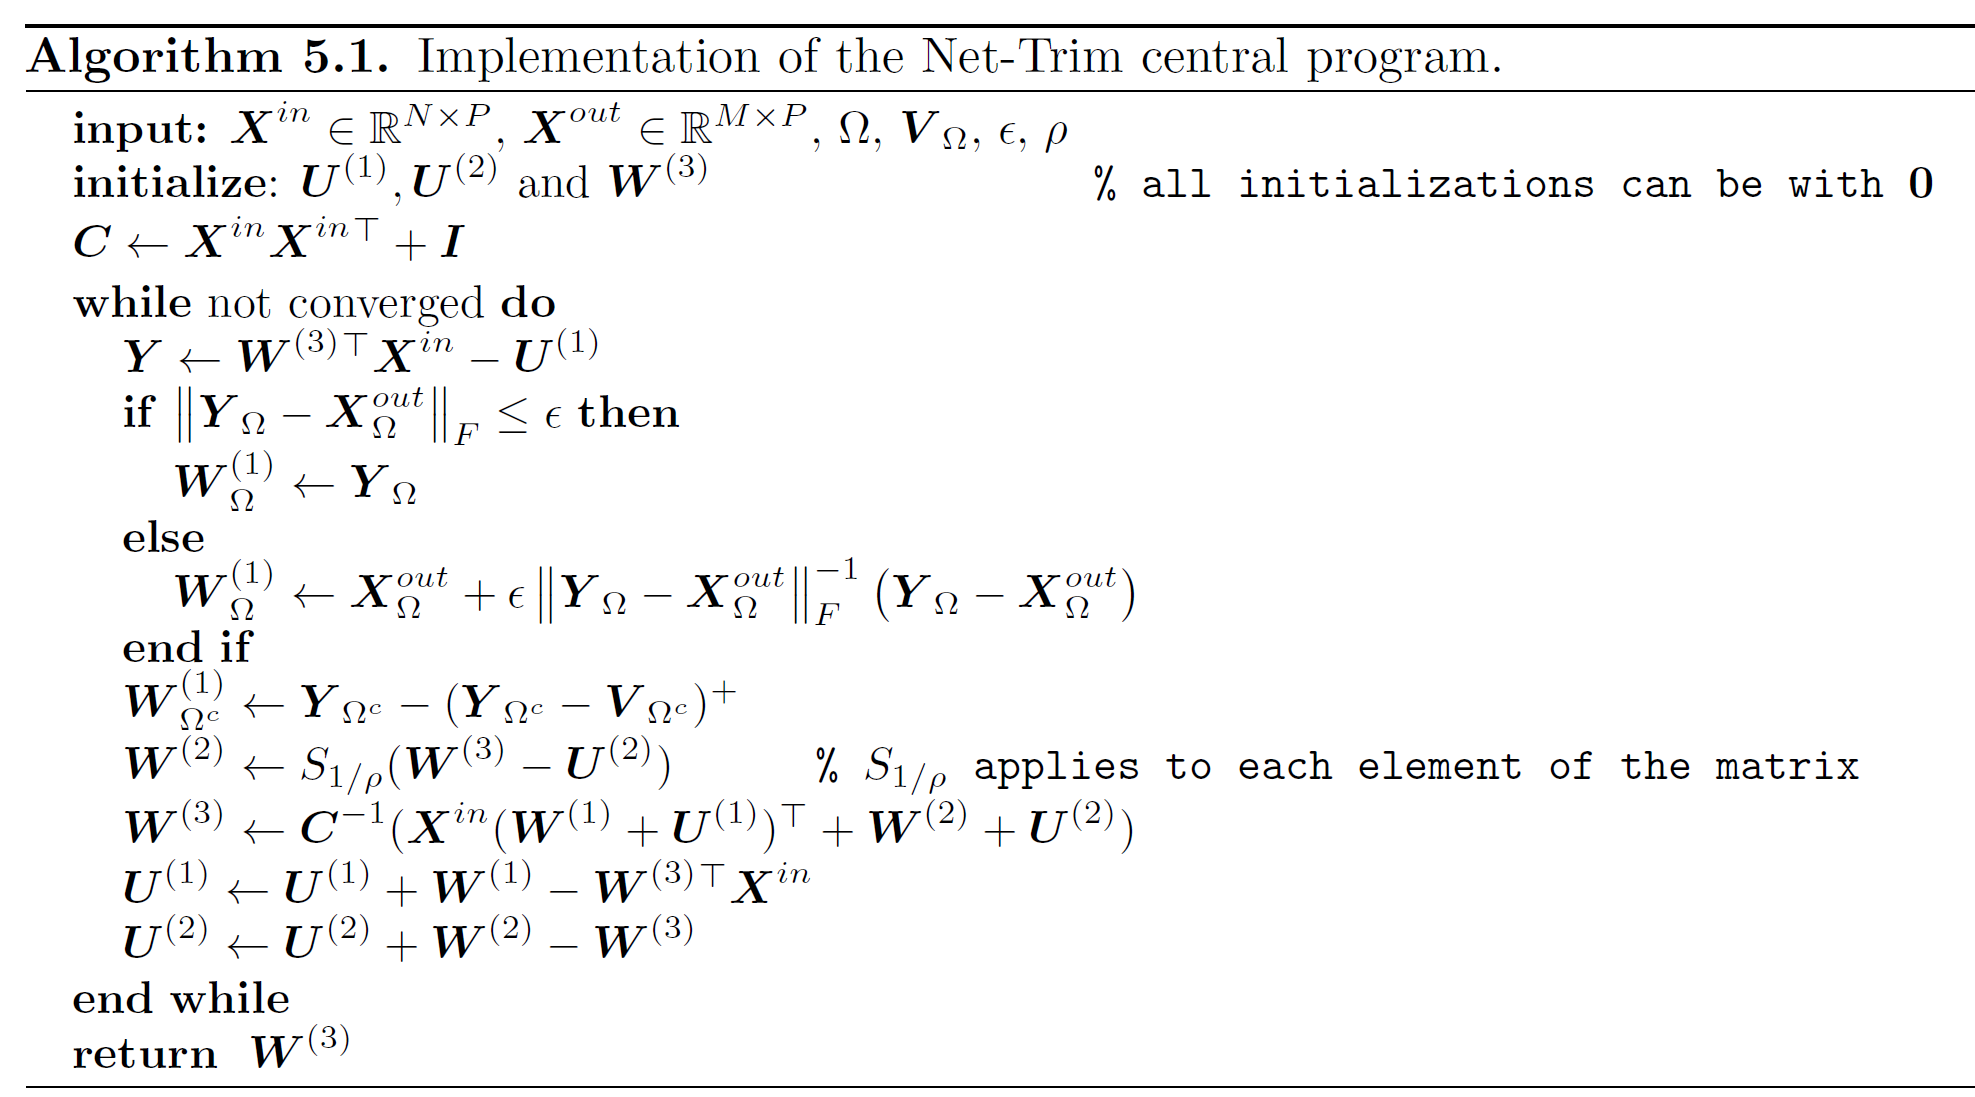 Algorithm 5.1. Implementation of the Net-Trim central program.
input: $\boldsymbol{X}^{in} \in \mathbb{R}^{N \times P}$, $\boldsymbol{X}^{out} \in \mathbb{R}^{M \times P}$, $\Omega$, $\boldsymbol{V}_{\Omega}$, $\epsilon$, $\rho$
initialize: $\boldsymbol{U}^{(1)}, \boldsymbol{U}^{(2)}$ and $\boldsymbol{W}^{(3)}$ % all initializations can be with $\mathbf{0}$
$\boldsymbol{C} \leftarrow \boldsymbol{X}^{in} \boldsymbol{X}^{in\top} + \boldsymbol{I}$
while not converged do
$\boldsymbol{Y} \leftarrow \boldsymbol{W}^{(3)\top} \boldsymbol{X}^{in} - \boldsymbol{U}^{(1)}$
if $\left\| \boldsymbol{Y}_{\Omega} - \boldsymbol{X}^{out}_{\Omega} \right\|_F \leq \epsilon$ then
$\boldsymbol{W}^{(1)}_{\Omega} \leftarrow \boldsymbol{Y}_{\Omega}$
else
$\boldsymbol{W}^{(1)}_{\Omega} \leftarrow \boldsymbol{X}^{out}_{\Omega} + \epsilon \left\| \boldsymbol{Y}_{\Omega} - \boldsymbol{X}^{out}_{\Omega} \right\|_F^{-1} (\boldsymbol{Y}_{\Omega} - \boldsymbol{X}^{out}_{\Omega})$
end if
$\boldsymbol{W}^{(1)}_{\Omega^c} \leftarrow \boldsymbol{Y}_{\Omega^c} - (\boldsymbol{Y}_{\Omega^c} - \boldsymbol{V}_{\Omega^c})^+$
$\boldsymbol{W}^{(2)} \leftarrow S_{1/\rho}(\boldsymbol{W}^{(3)} - \boldsymbol{U}^{(2)})$ % $S_{1/\rho}$ applies to each element of the matrix
$\boldsymbol{W}^{(3)} \leftarrow \boldsymbol{C}^{-1}(\boldsymbol{X}^{in}(\boldsymbol{W}^{(1)} + \boldsymbol{U}^{(1)})^{\top} + \boldsymbol{W}^{(2)} + \boldsymbol{U}^{(2)})$
$\boldsymbol{U}^{(1)} \leftarrow \boldsymbol{U}^{(1)} + \boldsymbol{W}^{(1)} - \boldsymbol{W}^{(3)\top} \boldsymbol{X}^{in}$
$\boldsymbol{U}^{(2)} \leftarrow \boldsymbol{U}^{(2)} + \boldsymbol{W}^{(2)} - \boldsymbol{W}^{(3)}$
end while
return $\boldsymbol{W}^{(3)}$